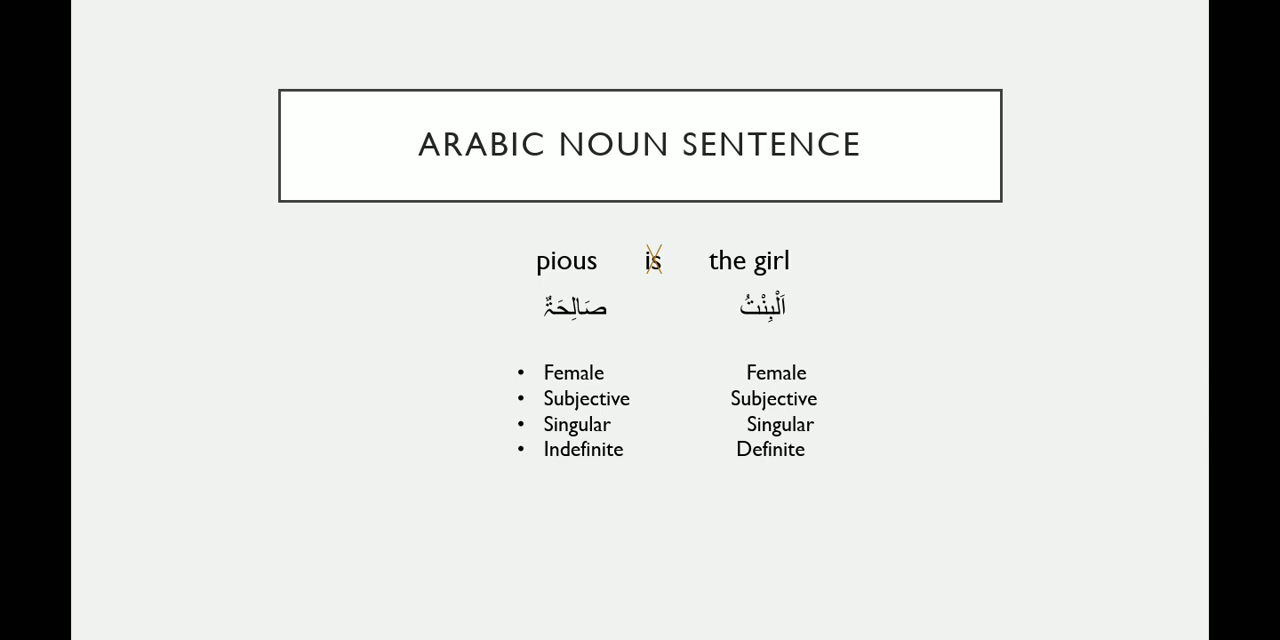 ARABIC NOUN SENTENCE
pious is the girl
اَلْبِنْتُ صَالِحَۃٌ
• Female Female
• Subjective Subjective
• Singular Singular
• Indefinite Definite